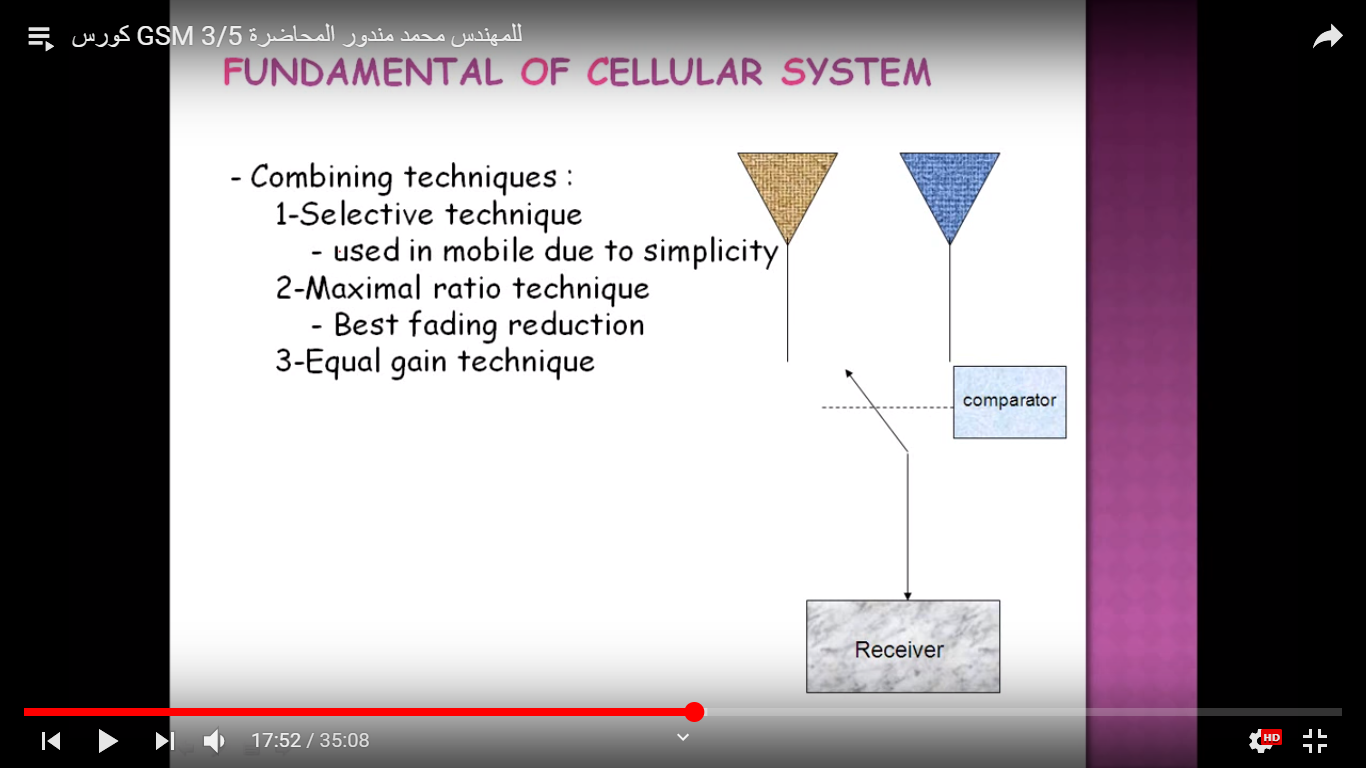 كورس GSM 3/5 للمهندس محمد مندور المحاضرة
FUNDAMENTAL OF CELLULAR SYSTEM
- Combining techniques :
1-Selective technique
- used in mobile due to simplicity
2-Maximal ratio technique
- Best fading reduction
3-Equal gain technique
comparator
Receiver
17:52 / 35:08
HD